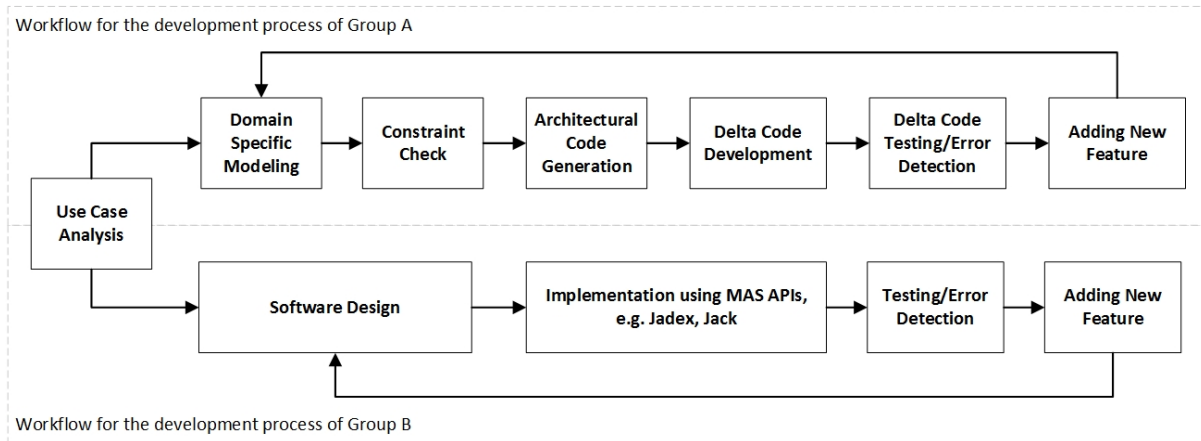 Workflow for the development process of Group A
Domain
Specific
Modeling
Constraint
Check
Architectural
Code
Generation
Delta Code
Development
Delta Code
Testing/Error
Detection
Adding New
Feature
Use Case
Analysis
Software Design
Implementation using MAS APIs,
e.g. Jadex, Jack
Testing/Error
Detection
Adding New
Feature
Workflow for the development process of Group B